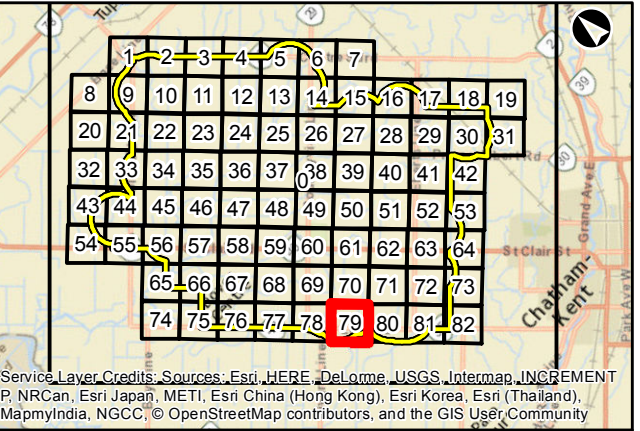 1 2 3 4 5 6 7
8 9 10 11 12 13 14 15 16 17 18 19
20 21 22 23 24 25 26 27 28 29 30 31
32 33 34 35 36 37 38 39 40 41 42
0
43 44 45 46 47 48 49 50 51 52 53
54 55 56 57 58 59 60 61 62 63 64
St Clair St
65 66 67 68 69 70 71 72 73
74 75 76 77 78 79 80 81 82
29
2
39
30
Grand Ave E
Chatham-
Kent
Service Layer Credits: Sources: Esri, HERE, DeLorme, USGS, Intermap, INCREMENT
P, NRCan, Esri Japan, METI, Esri China (Hong Kong), Esri Korea, Esri (Thailand),
MapmyIndia, NGCC, © OpenStreetMap contributors, and the GIS User Community